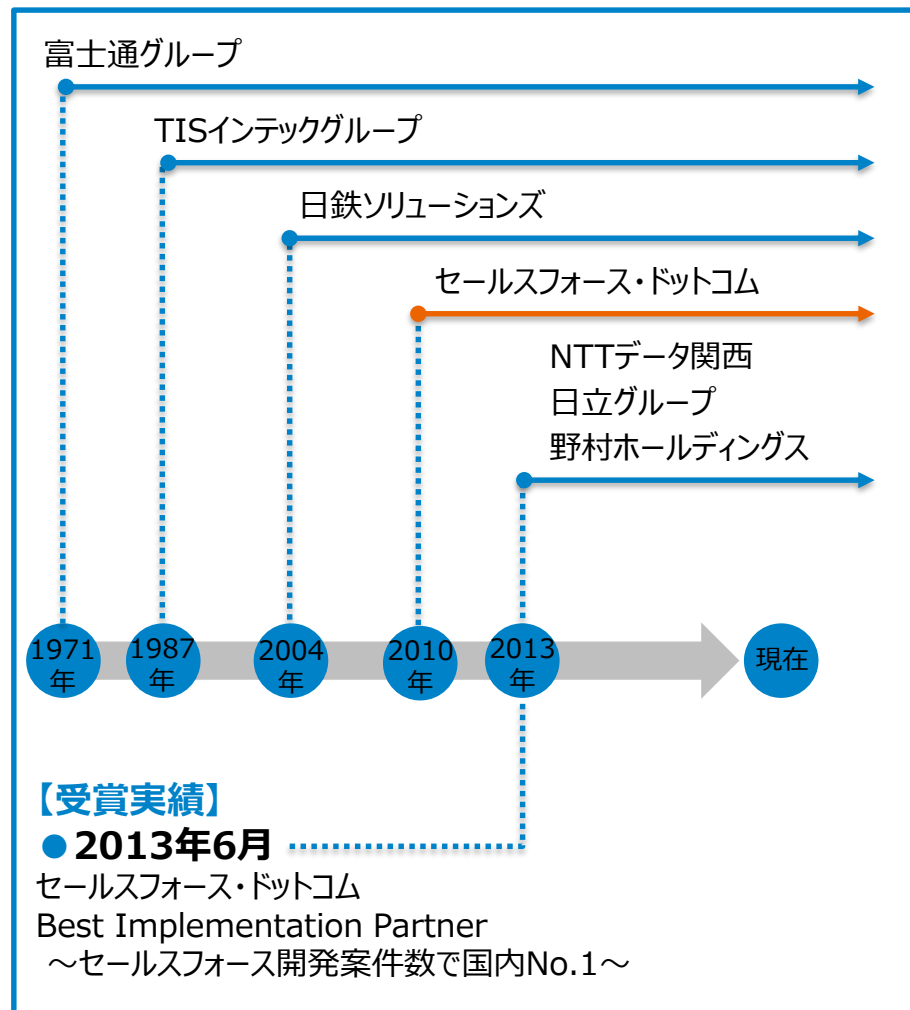 富士通グループ
TISインテックグループ
日鉄ソリューションズ
セールスフォース・ドットコム
NTTデータ関西
日立グループ
野村ホールディングス
1971
年
1987
年
2004
年
2010
年
2013
年
現在
【受賞実績】
●2013年6月
セールスフォース・ドットコム
Best Implementation Partner
～セールスフォース開発案件数で国内No.1～